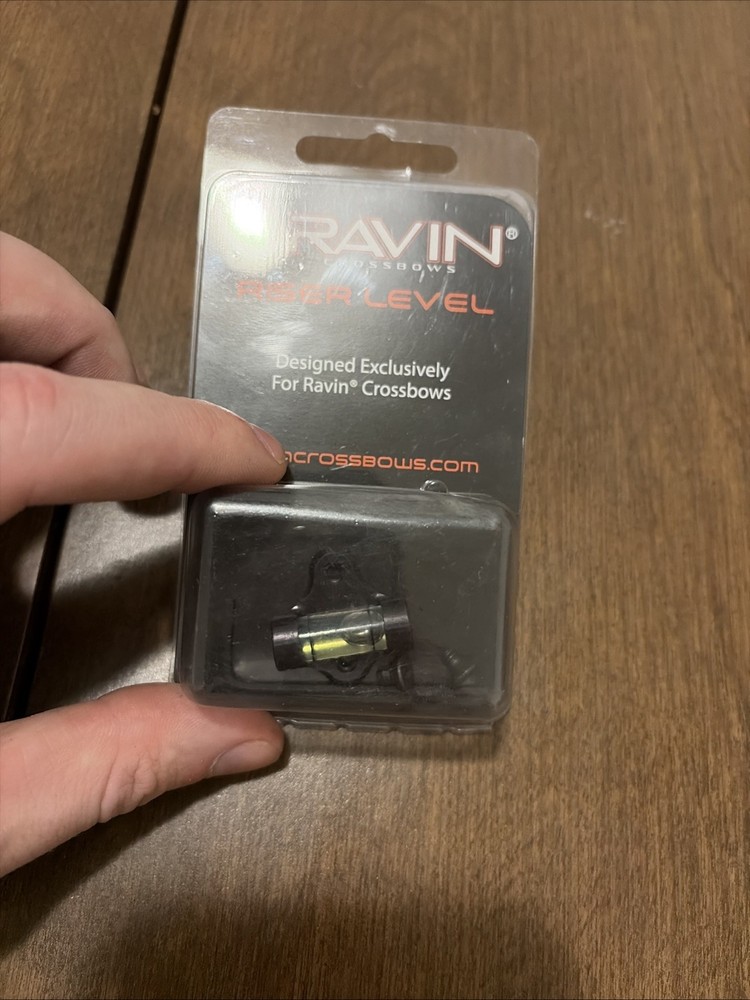 RAVIN®
CROSSBOWS
RISER LEVEL
Designed Exclusively
For Ravin® Crossbows